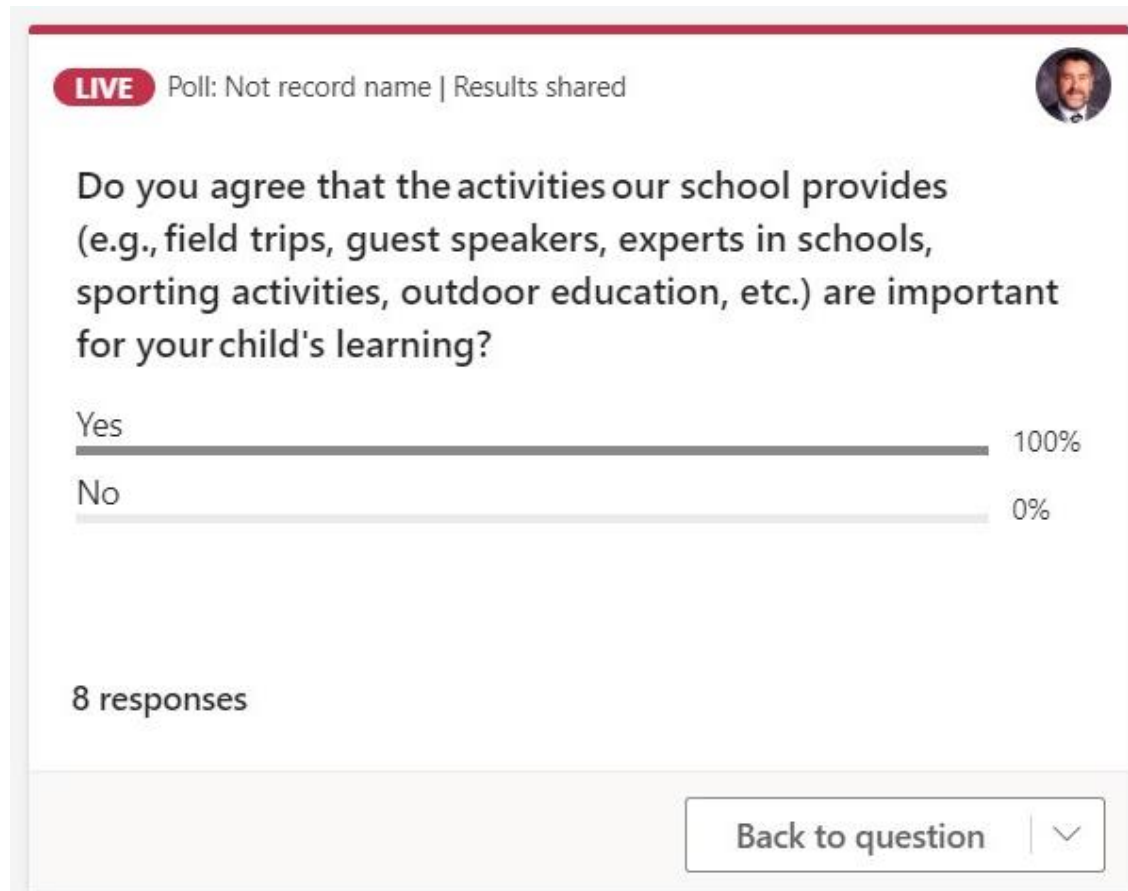 LIVE Poll: Not record name | Results shared
Do you agree that the activities our school provides
(e.g., field trips, guest speakers, experts in schools,
sporting activities, outdoor education, etc.) are important
for your child's learning?
Yes
100%
No
0%
8 responses
Back to question